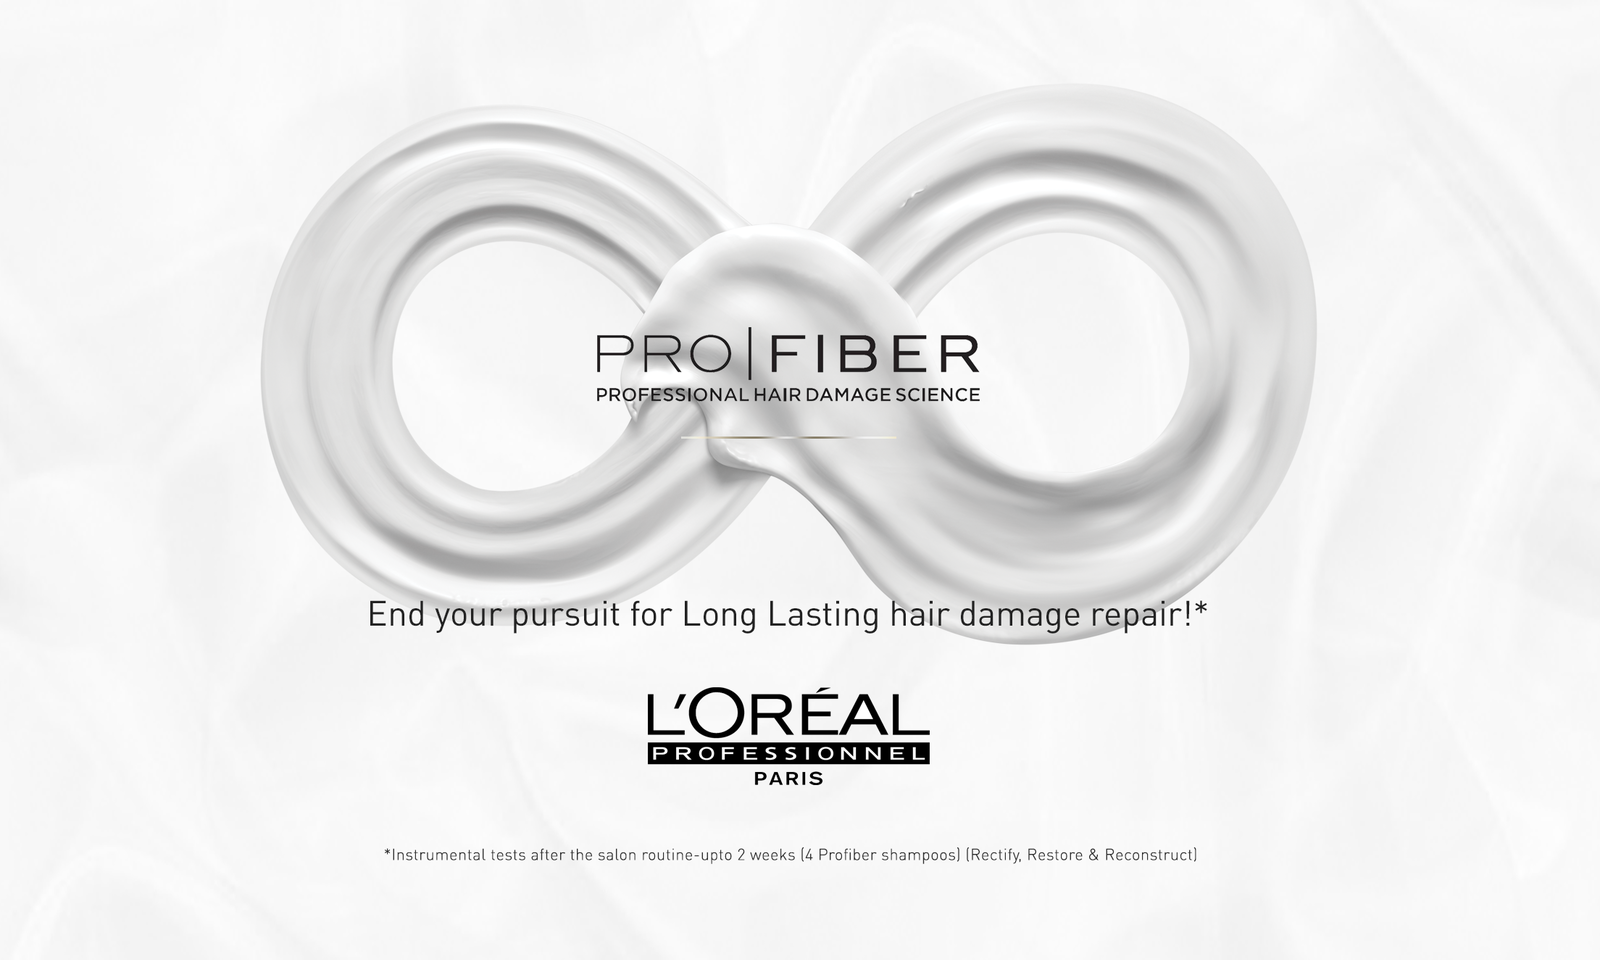 PRO|FIBER
PROFESSIONAL HAIR DAMAGE SCIENCE
End your pursuit for Long Lasting hair damage repair!*
L'ORÉAL
PROFESSIONNEL
PARIS
*Instrumental tests after the salon routine-upto 2 weeks (4 Profiber shampoos) (Rectify, Restore & Reconstruct)